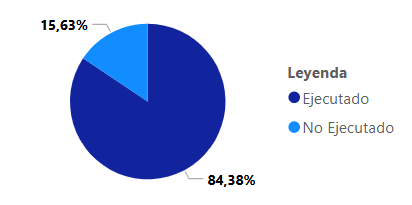 15,63%
84,38%
Leyenda
Ejecutado
No Ejecutado